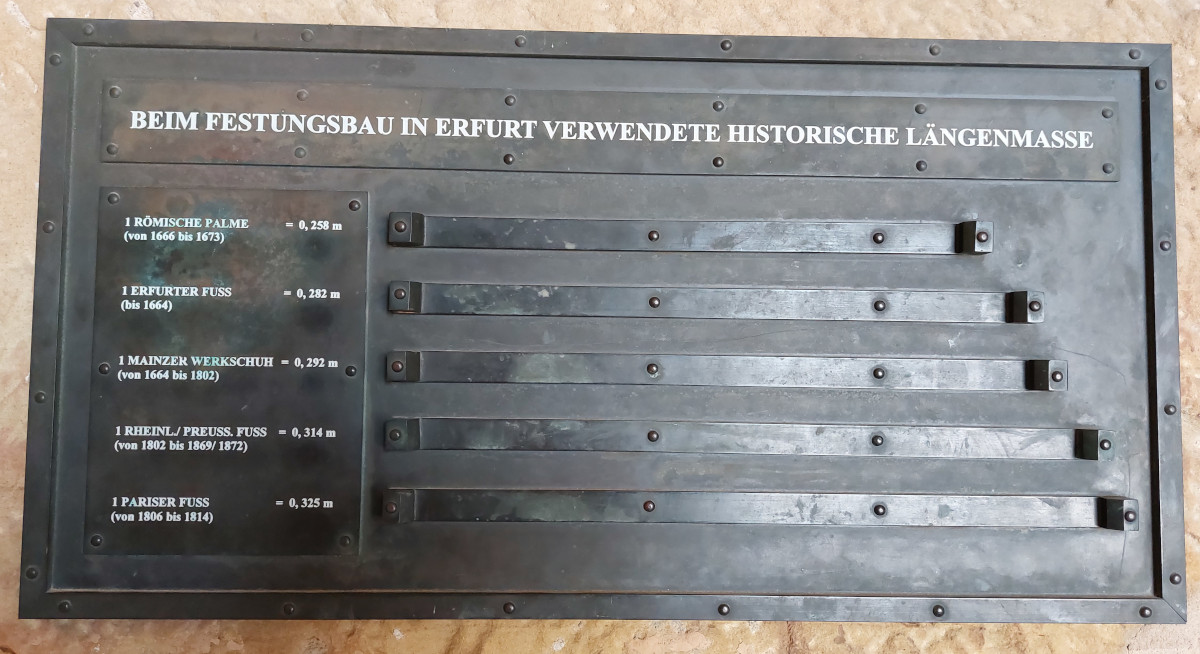 BEIM FESTUNGSBAU IN ERFURT VERWENDETE HISTORISCHE LÄNGENMASSE
1 RÖMISCHE PALME = 0, 258 m
(von 1666 bis 1673)
1 ERFURTER FUSS = 0, 282 m
(bis 1664)
1 MAINZER WERKSCHUH = 0, 292 m
(von 1664 bis 1802)
1 RHEINL./ PREUSS. FUSS = 0, 314 m
(von 1802 bis 1869/ 1872)
1 PARISER FUSS = 0, 325 m
(von 1806 bis 1814)